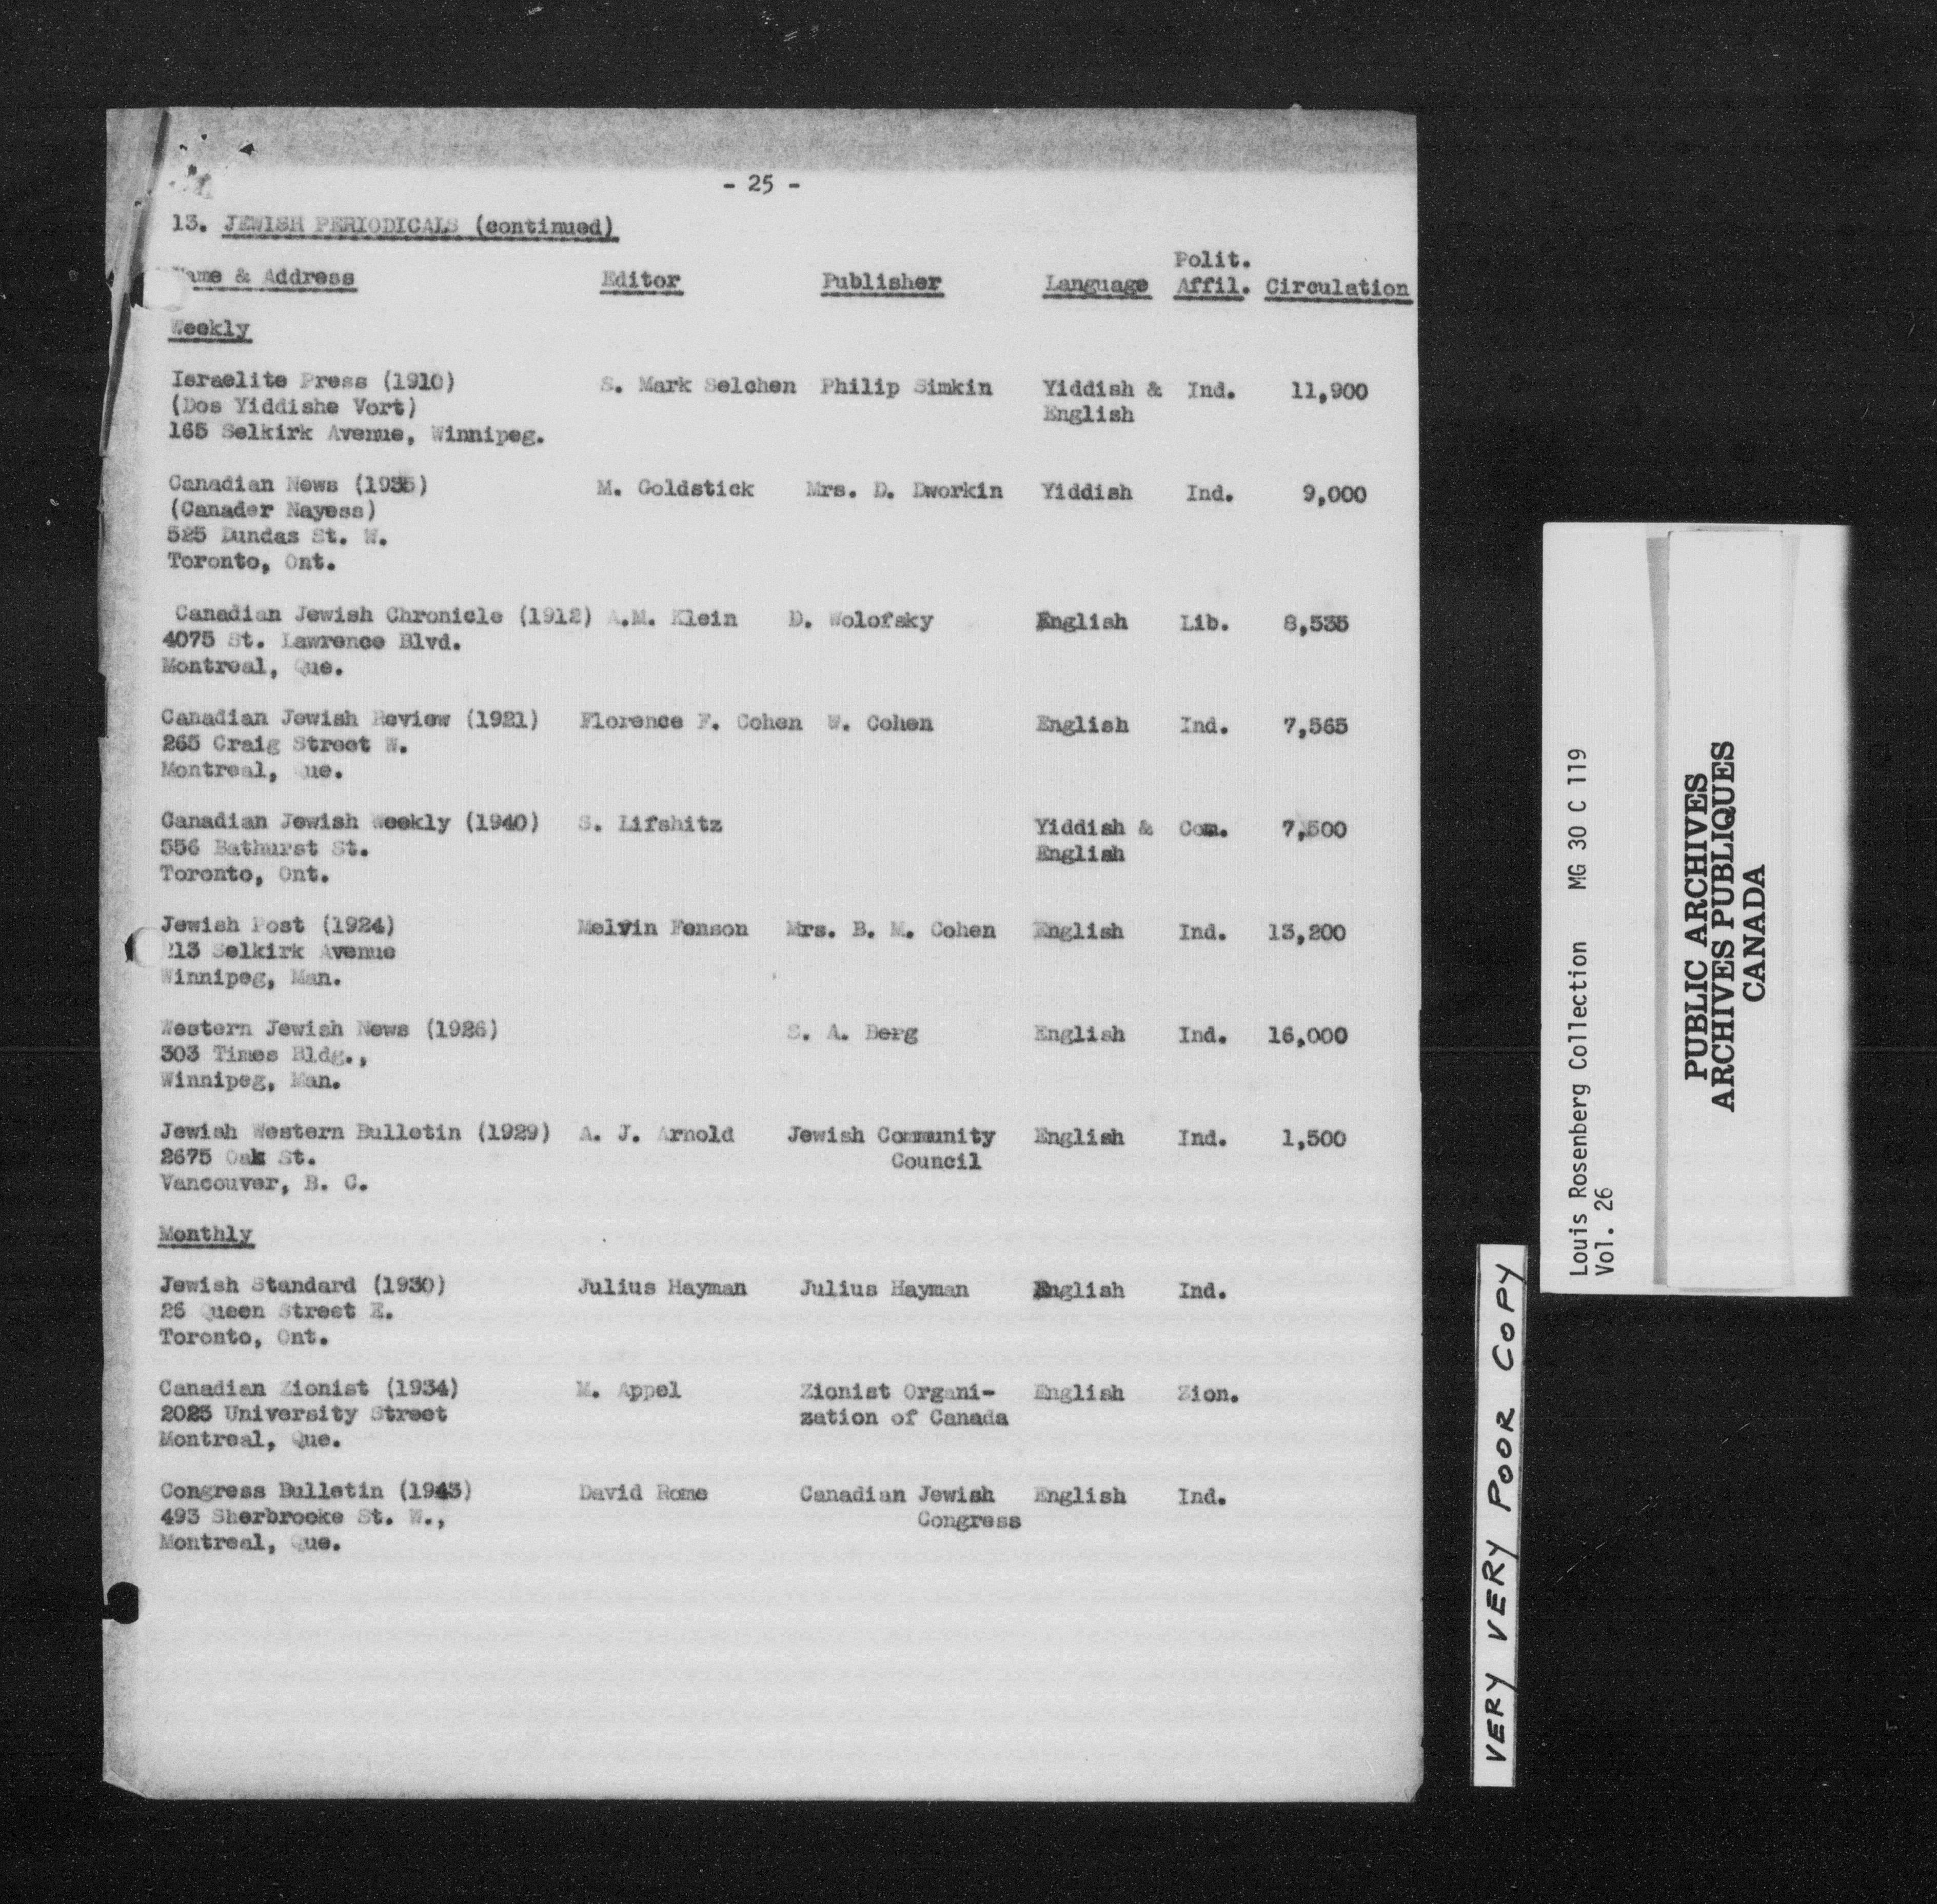 - 25 -
13. JEWISH PERIODICALS (continued)
Polit.
Name & Address Editor Publisher Language Affil. Circulation
Weekly
Israelite Press (1910) S. Mark Selchen Philip Simkin Yiddish & Ind. 11,900
(Dos Yiddishe Vort) English
165 Selkirk Avenue, Winnipeg.
Canadian News (1935) M. Goldstick Mrs. D. Dworkin Yiddish Ind. 9,000
(Canader Nayess)
525 Dundas St. W.
Toronto, Ont.
Canadian Jewish Chronicle (1912) A.M. Klein D. Wolofsky English Lib. 8,535
4075 St. Lawrence Blvd.
Montreal, Que.
Canadian Jewish Review (1921) Florence F. Cohen W. Cohen English Ind. 7,565
265 Craig Street W.
Montreal, Que.
Canadian Jewish Weekly (1940) S. Lifshitz Yiddish & Com. 7,500
556 Bathurst St. English
Toronto, Ont.
Jewish Post (1924) Melvin Fenson Mrs. B. M. Cohen English Ind. 13,200
213 Selkirk Avenue
Winnipeg, Man.
Western Jewish News (1926) S. A. Berg English Ind. 16,000
303 Times Bldg.,
Winnipeg, Man.
Jewish Western Bulletin (1929) A. J. Arnold Jewish Community English Ind. 1,500
2675 Oak St. Council
Vancouver, B. C.
Monthly
Jewish Standard (1930) Julius Hayman Julius Hayman English Ind.
26 Queen Street E.
Toronto, Ont.
Canadian Zionist (1934) M. Appel Zionist Organi- English Zion.
2025 University Street zation of Canada
Montreal, Que.
Congress Bulletin (1943) David Rome Canadian Jewish English Ind.
493 Sherbrooke St. W., Congress
Montreal, Que.
VERY VERY POOR COPY
Louis Rosenberg Collection MG 30 C 119
Vol. 26
PUBLIC ARCHIVES
ARCHIVES PUBLIQUES
CANADA